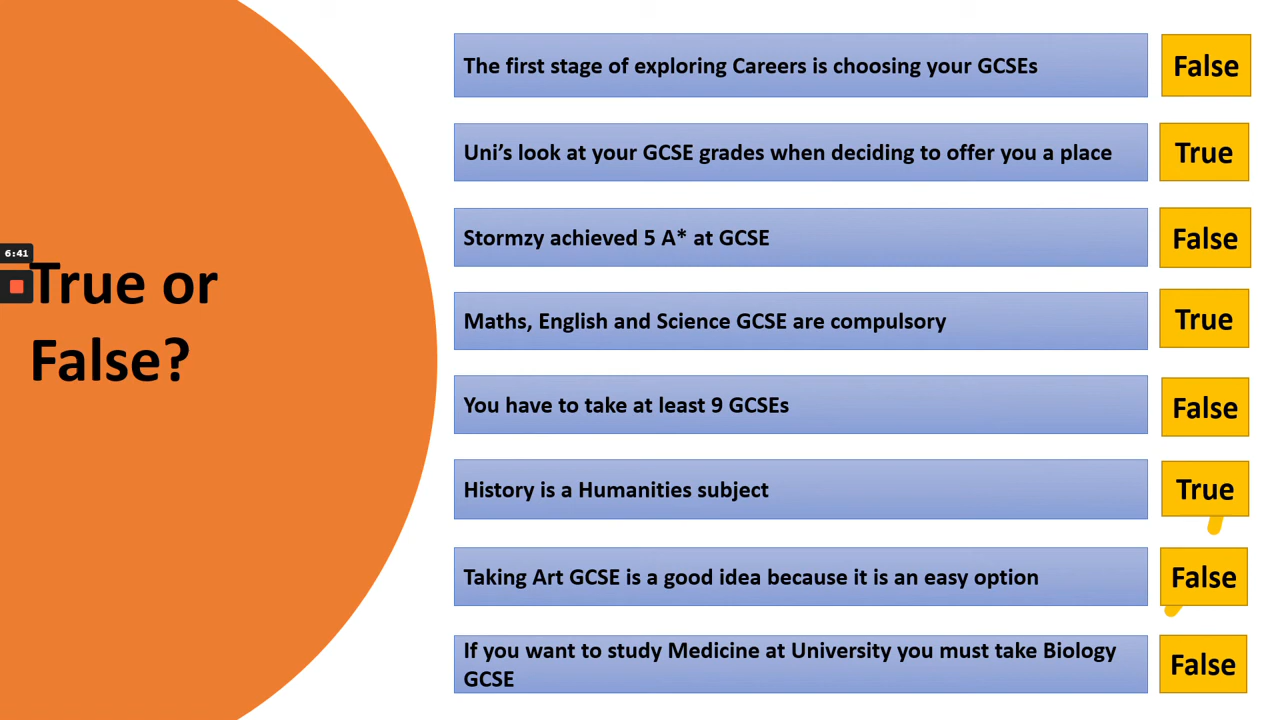 The first stage of exploring Careers is choosing your GCSEs
False
Uni’s look at your GCSE grades when deciding to offer you a place
True
Stormzy achieved 5 A* at GCSE
False
6:41
True or
False?
Maths, English and Science GCSE are compulsory
True
You have to take at least 9 GCSEs
False
History is a Humanities subject
True
Taking Art GCSE is a good idea because it is an easy option
False
If you want to study Medicine at University you must take Biology
GCSE
False